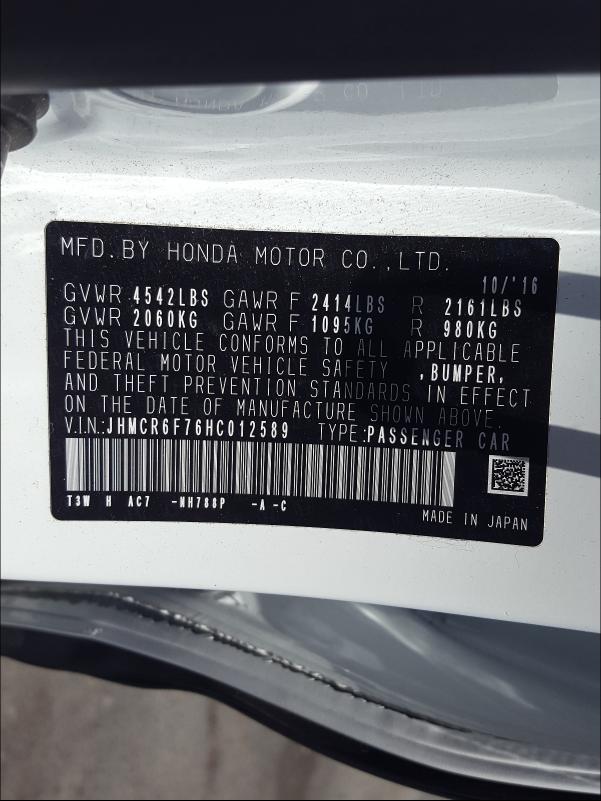 MFD.BY HONDA MOTOR CO.,LTD.
10/'16
GVWR 4542LBS GAWR F 2414LBS R 2161LBS
GVWR 2060KG GAWR F 1095KG R 980KG
THIS VEHICLE CONFORMS TO ALL APPLICABLE
FEDERAL MOTOR VEHICLE SAFETY ,BUMPER,
AND THEFT PREVENTION STANDARDS IN EFFECT
ON THE DATE OF MANUFACTURE SHOWN ABOVE.
V.I.N.:JHMCR6F76HC012589 TYPE:PASSENGER CAR
T3W H AC7 -NH788P -A -C
MADE IN JAPAN